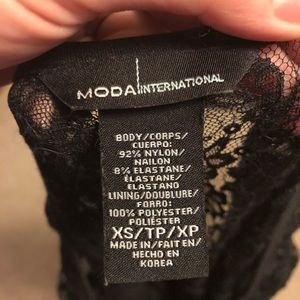 MODA INTERNATIONAL
BODY/CORPS/
CUERPO:
92% NYLON/
NAILON
8% ELASTANE/
ÉLASTANE/
ELASTANO
LINING/DOUBLURE/
FORRO:
100% POLYESTER/
POLIÉSTER
XS/TP/XP
MADE IN/FAIT EN/
HECHO EN
KOREA